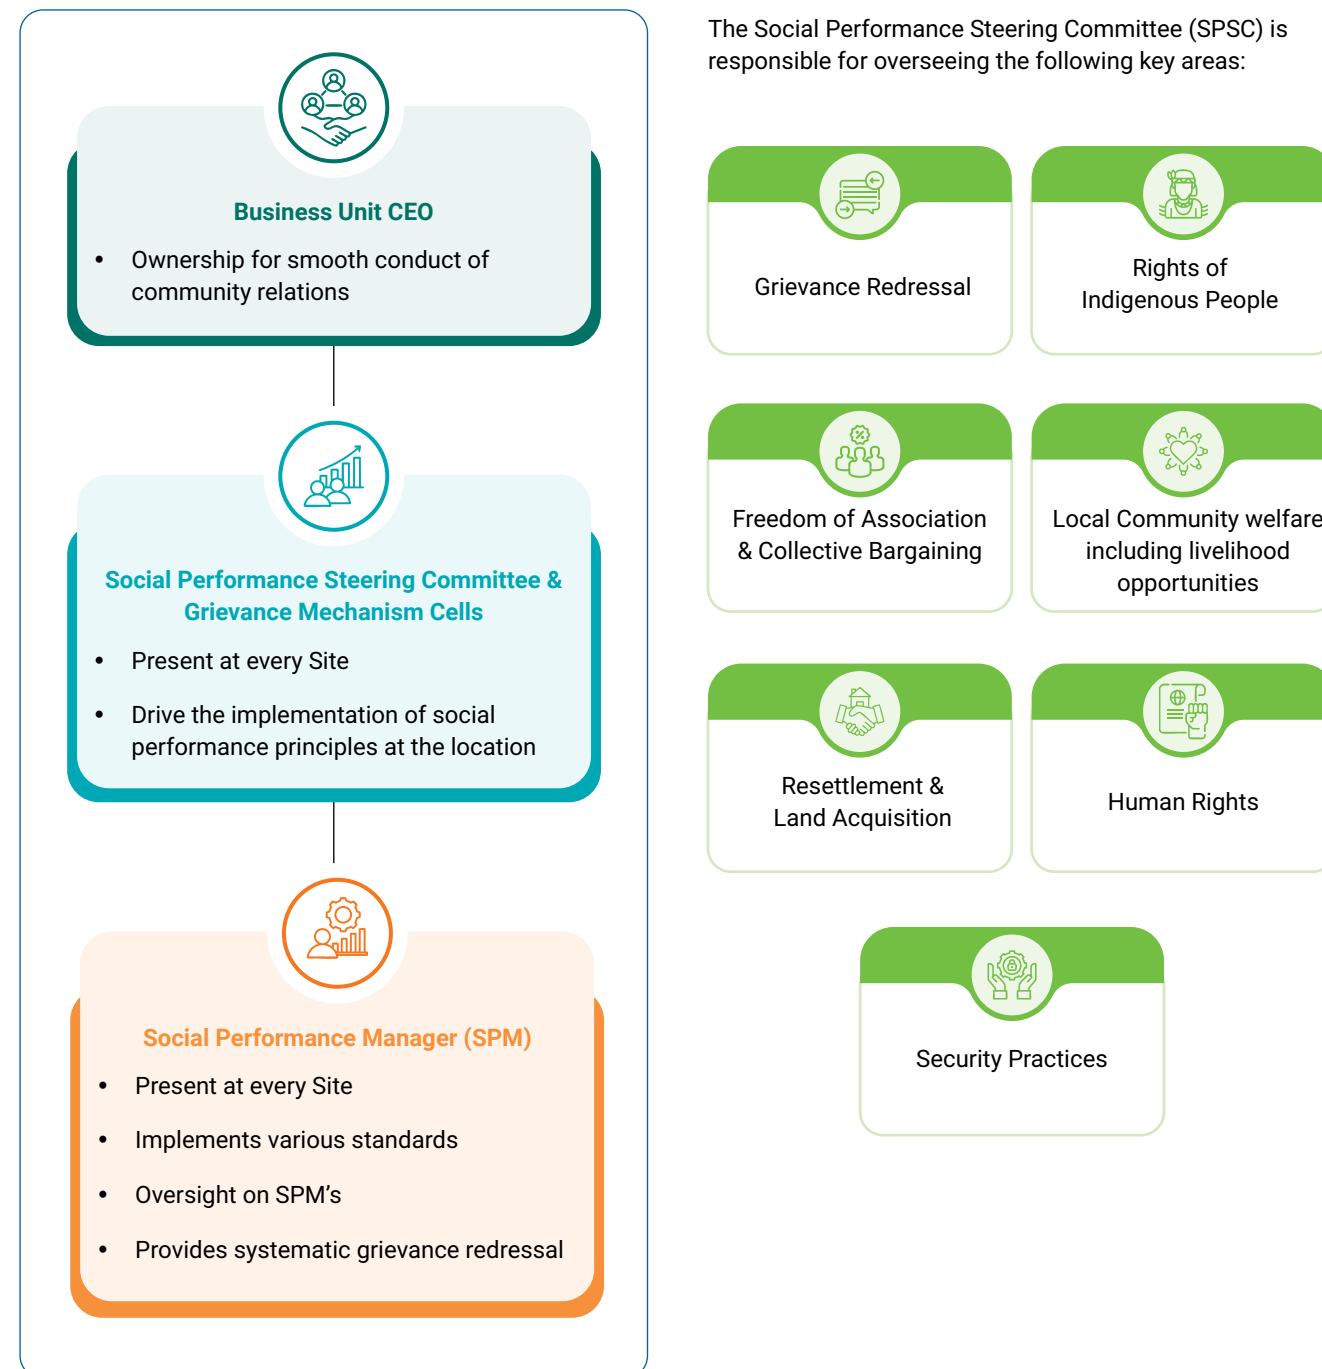 Business Unit CEO
• Ownership for smooth conduct of
community relations
Social Performance Steering Committee &
Grievance Mechanism Cells
• Present at every Site
• Drive the implementation of social
performance principles at the location
Social Performance Manager (SPM)
• Present at every Site
• Implements various standards
• Oversight on SPM’s
• Provides systematic grievance redressal
The Social Performance Steering Committee (SPSC) is
responsible for overseeing the following key areas:
Grievance Redressal
Rights of
Indigenous People
Freedom of Association
& Collective Bargaining
Local Community welfare
including livelihood
opportunities
Resettlement &
Land Acquisition
Human Rights
Security Practices